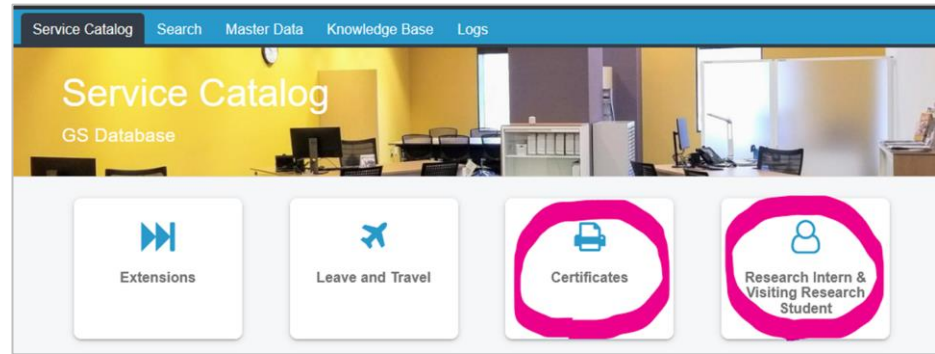 Service Catalog Search Master Data Knowledge Base Logs
Service Catalog
GS Database
Extensions
Leave and Travel
Certificates
Research Intern &
Visiting Research
Student